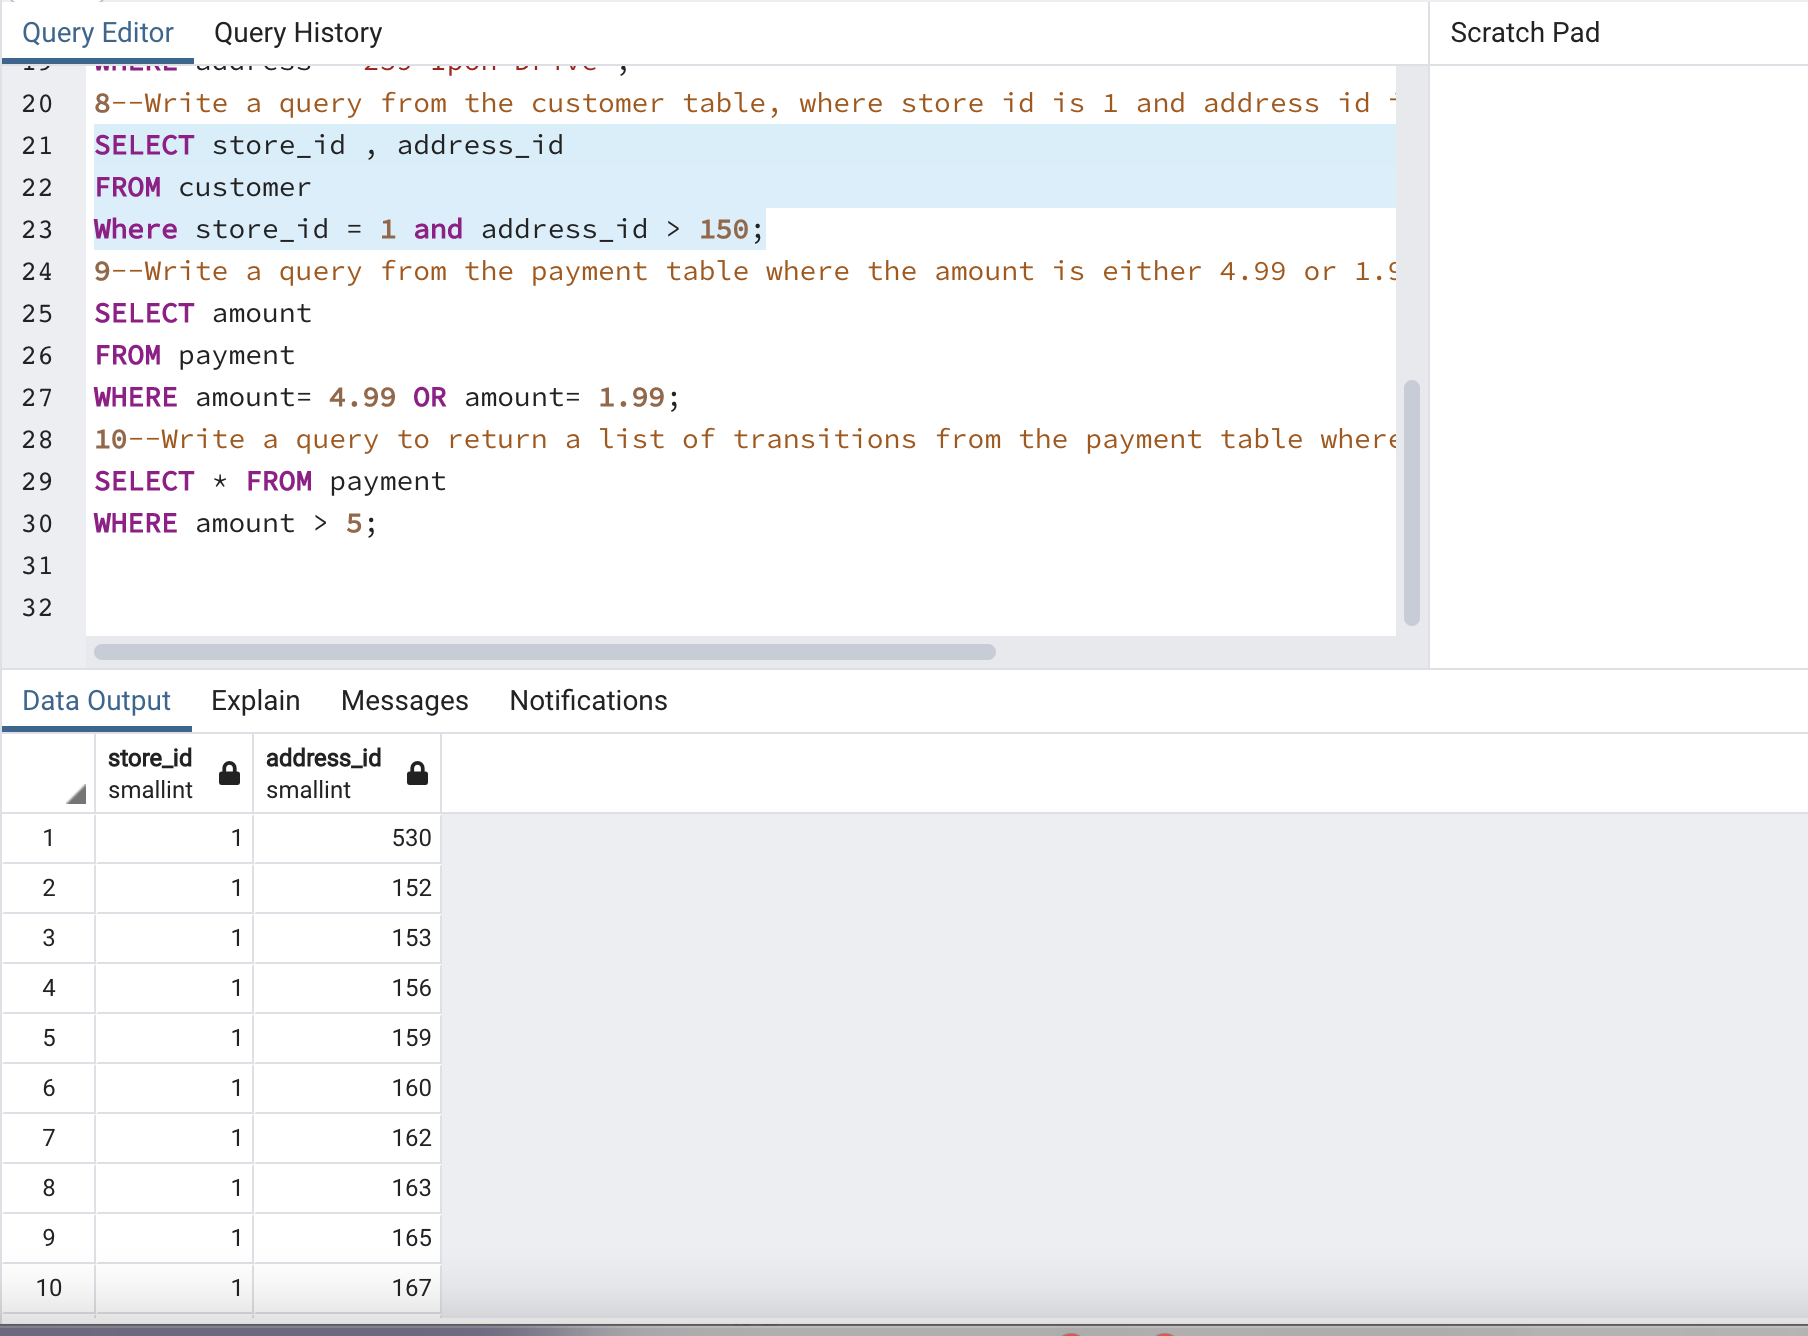 Query Editor Query History Scratch Pad
19 WHERE address
20 8--Write a query from the customer table, where store id is 1 and address id
21 SELECT store_id , address_id
22 FROM customer
23 Where store_id = 1 and address_id > 150;
24 9--Write a query from the payment table where the amount is either 4.99 or 1.9
25 SELECT amount
26 FROM payment
27 WHERE amount= 4.99 OR amount= 1.99;
28 10--Write a query to return a list of transitions from the payment table where
29 SELECT * FROM payment
30 WHERE amount > 5;
31
32
Data Output Explain Messages Notifications
store_id address_id
smallint smallint
1 1 530
2 1 152
3 1 153
4 1 156
5 1 159
6 1 160
7 1 162
8 1 163
9 1 165
10 1 167